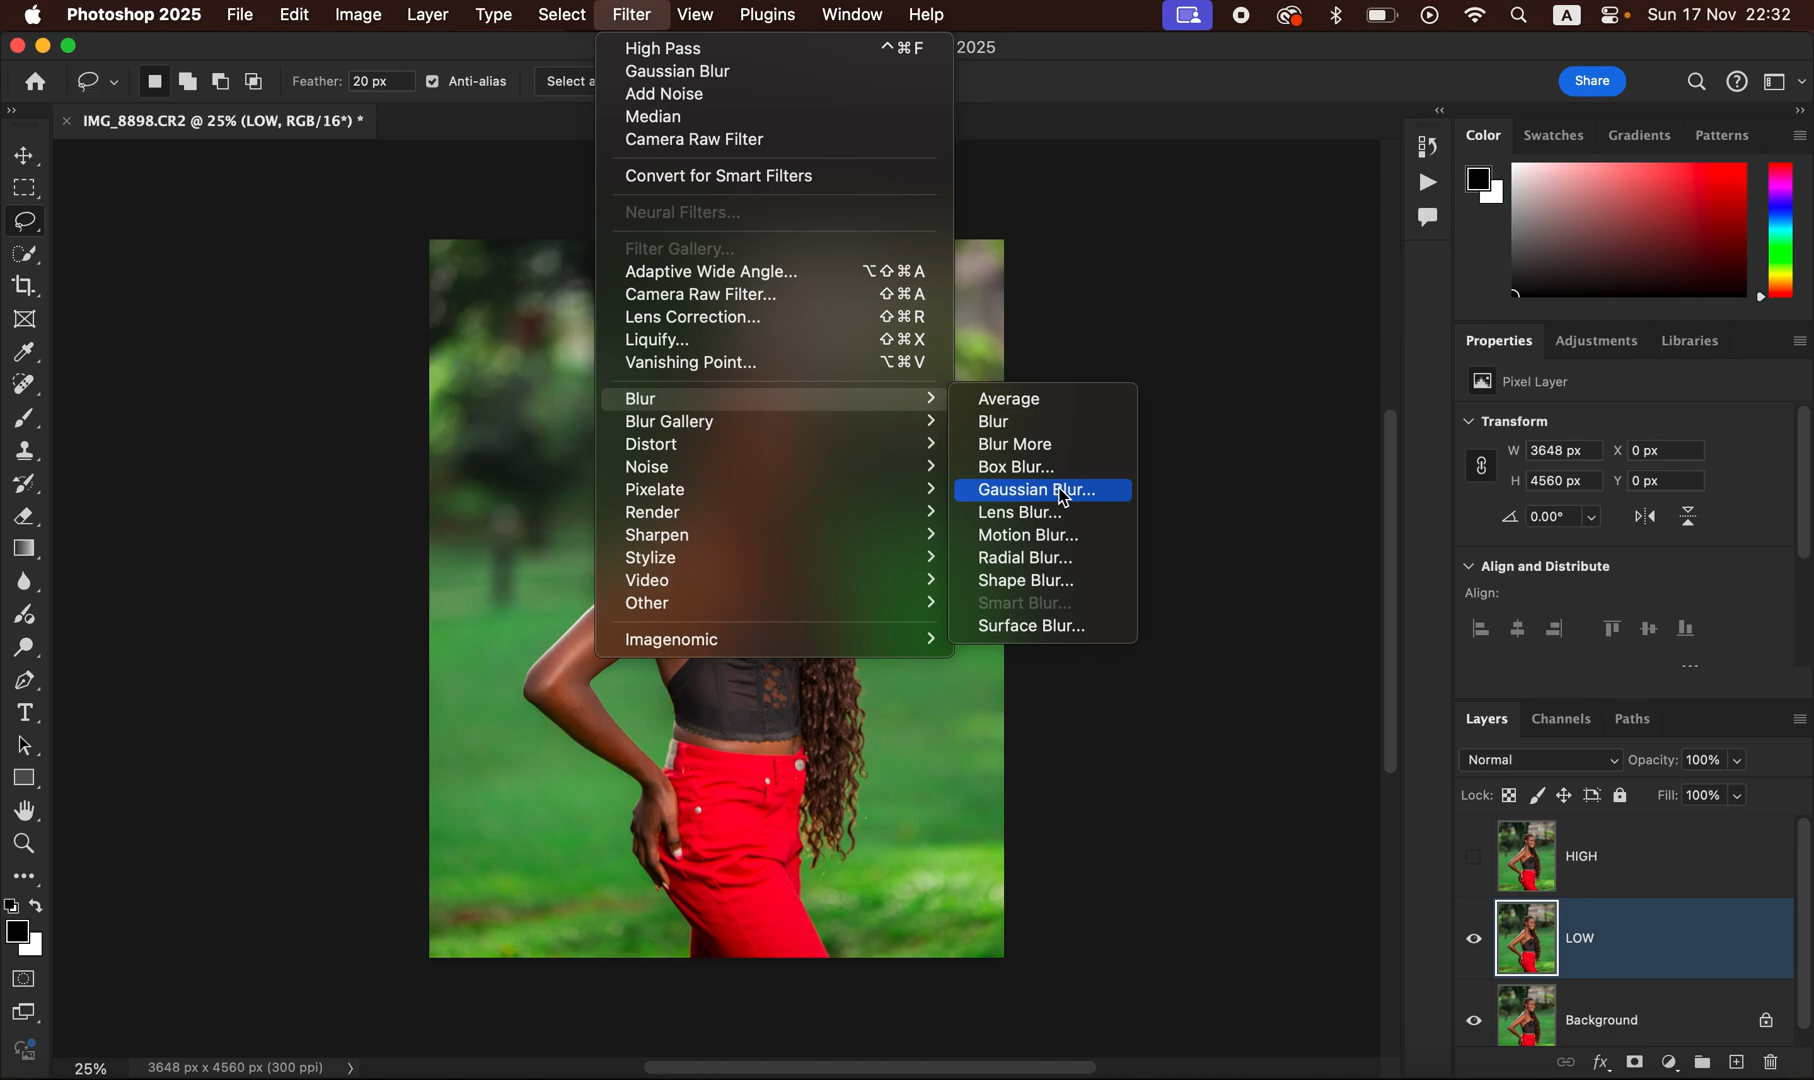 Photoshop 2025 File Edit Image Layer Type Select Filter View Plugins Window Help A Sun 17 Nov 22:32
2025
Feather: 20 px Anti-alias Select a Share
× IMG_8898.CR2 @ 25% (LOW, RGB/16*) *
High Pass ^⌘F
Gaussian Blur
Add Noise
Median
Camera Raw Filter
Convert for Smart Filters
Neural Filters...
Filter Gallery...
Adaptive Wide Angle... ⌥⇧⌘A
Camera Raw Filter... ⇧⌘A
Lens Correction... ⇧⌘R
Liquify... ⇧⌘X
Vanishing Point... ⌥⌘V
Blur
Blur Gallery
Distort
Noise
Pixelate
Render
Sharpen
Stylize
Video
Other
Imagenomic
Average
Blur
Blur More
Box Blur...
Gaussian Blur...
Lens Blur...
Motion Blur...
Radial Blur...
Shape Blur...
Smart Blur...
Surface Blur...
Color Swatches Gradients Patterns
Properties Adjustments Libraries
Pixel Layer
Transform
W 3648 px X 0 px
H 4560 px Y 0 px
0.00°
Align and Distribute
Align:
...
Layers Channels Paths
Normal Opacity: 100%
Lock: Fill: 100%
HIGH
LOW
Background
fx
25% 3648 px x 4560 px (300 ppi)